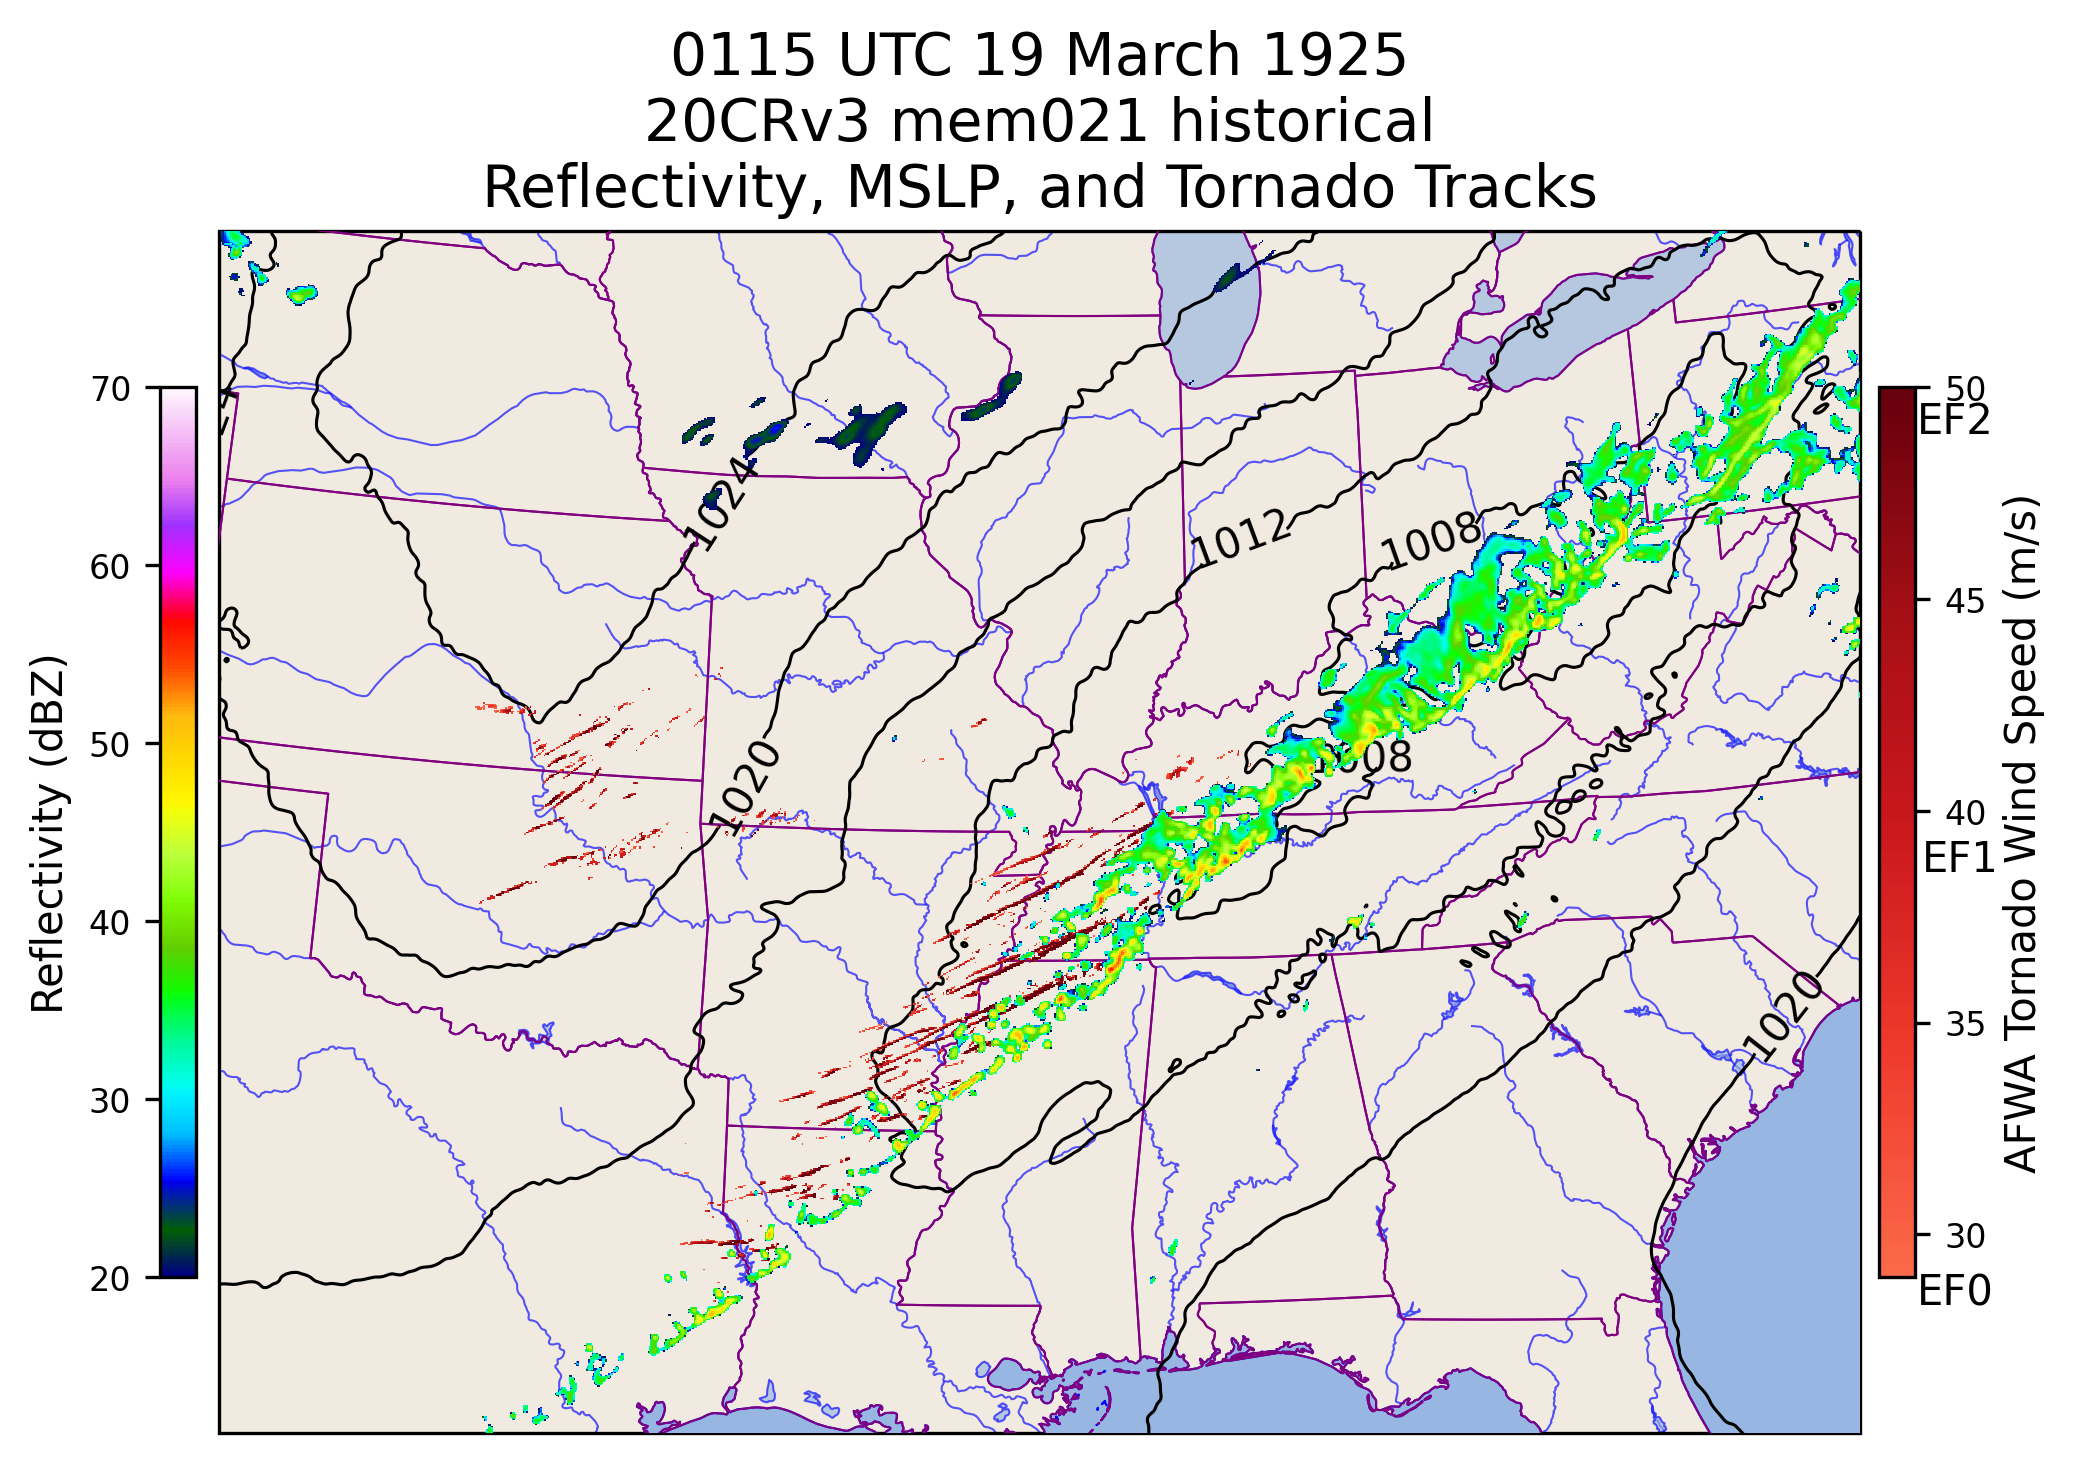 0115 UTC 19 March 1925
20CRv3 mem021 historical
Reflectivity, MSLP, and Tornado Tracks
Reflectivity (dBZ)
70
60
50
40
30
20
1024
1020
1012
1008
1008
1020
50
EF2
45
40
EF1
35
30
EF0
AFWA Tornado Wind Speed (m/s)